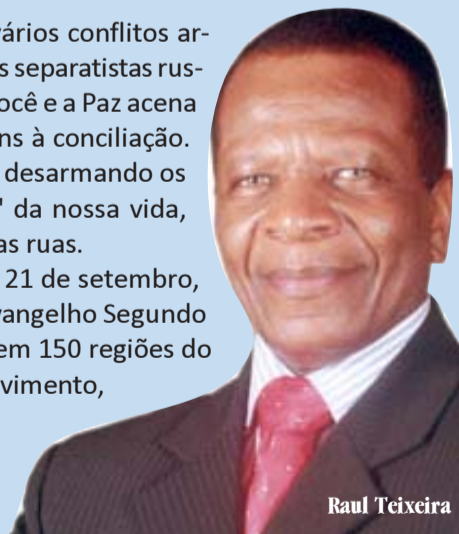 vários conflitos ar-
s separatistas rus-
ocê e a Paz acena
ns à conciliação.
desarmando os
" da nossa vida,
as ruas.
21 de setembro,
vangelho Segundo
em 150 regiões do
vimento,
Raul Teixeira